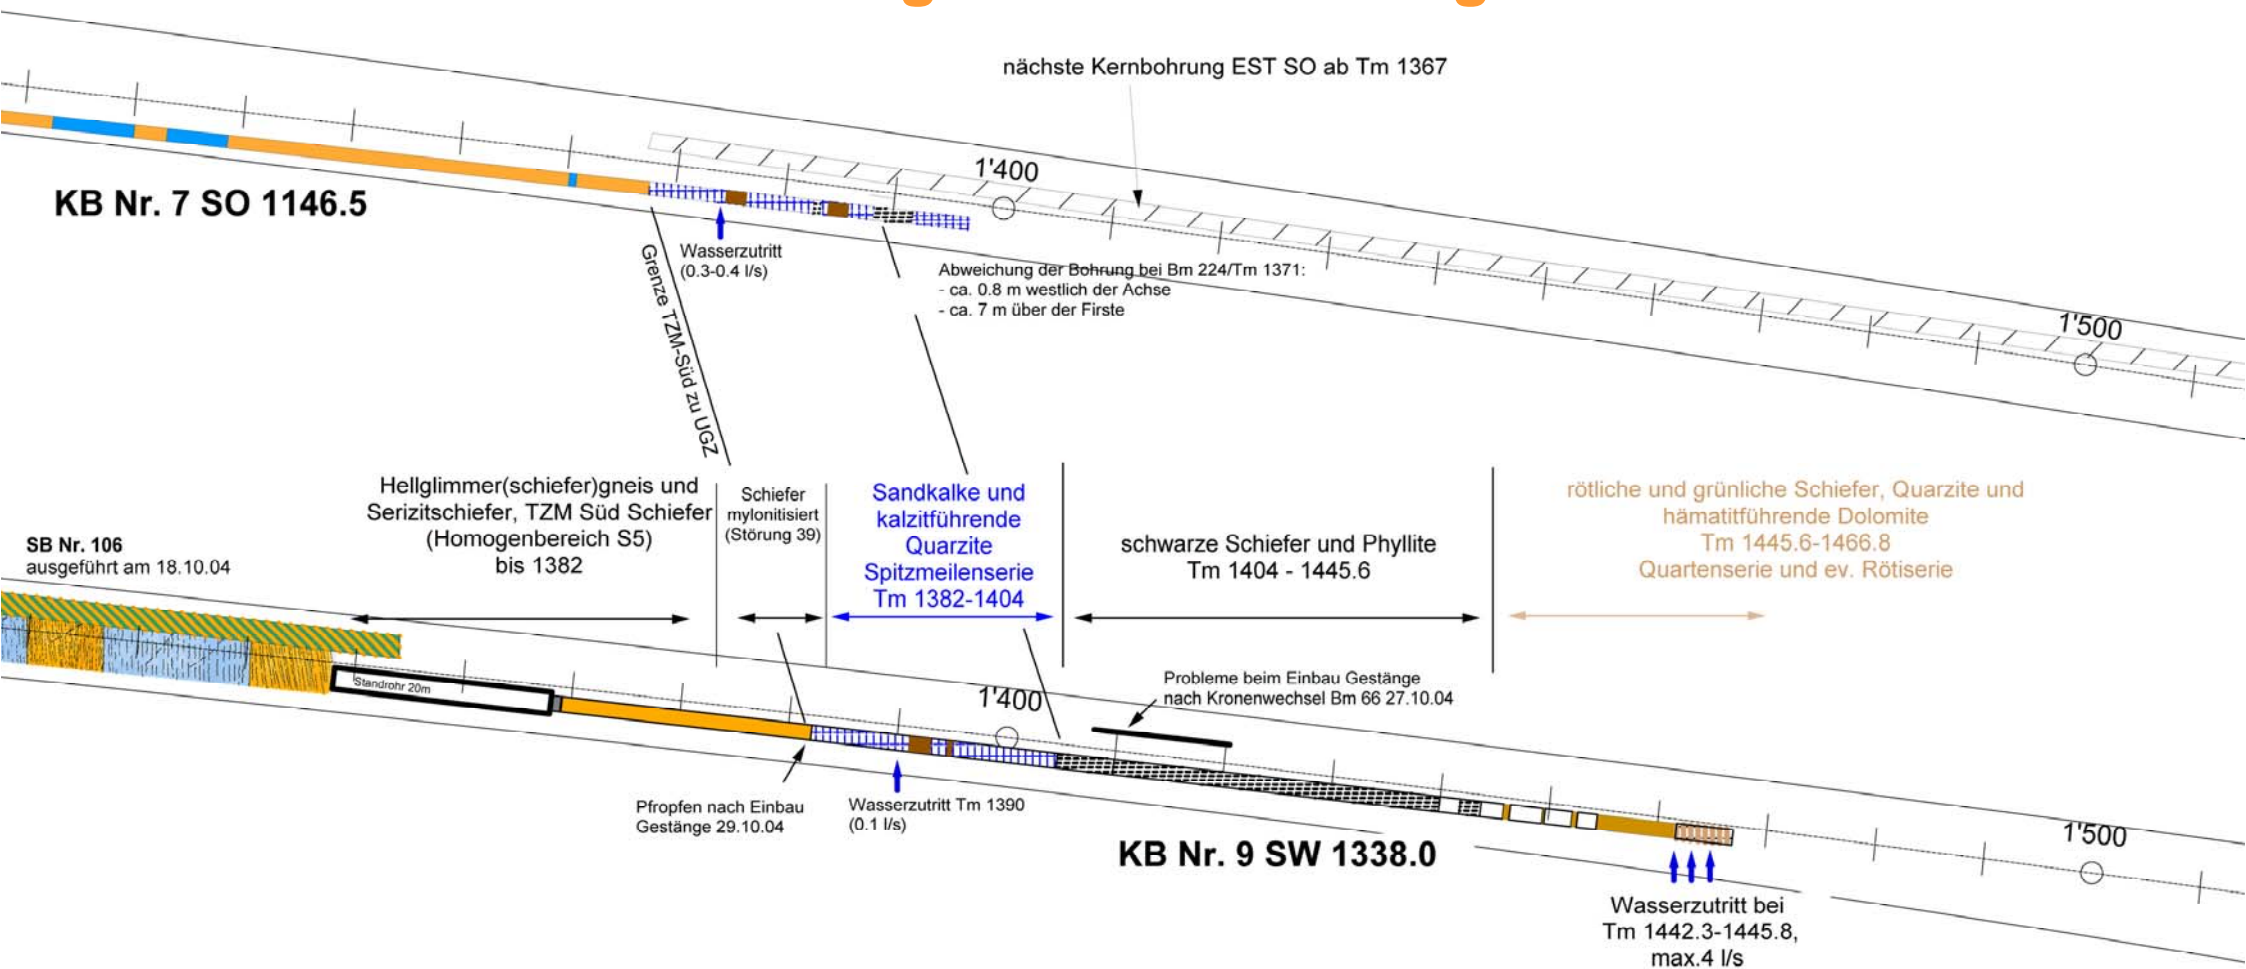 nächste Kernbohrung EST SO ab Tm 1367
1'400
KB Nr. 7 SO 1146.5
Wasserzutritt
(0.3-0.4 l/s)
Grenze TZM-Süd zu UGZ
Abweichung der Bohrung bei Bm 224/Tm 1371:
- ca. 0.8 m westlich der Achse
- ca. 7 m über der Firste
1'500
Hellglimmer(schiefer)gneis und
Serizitschiefer, TZM Süd Schiefer
(Homogenbereich S5)
bis 1382
Schiefer
mylonitisiert
(Störung 39)
Sandkalke und
kalzitführende
Quarzite
Spitzmeilenserie
Tm 1382-1404
schwarze Schiefer und Phyllite
Tm 1404 - 1445.6
rötliche und grünliche Schiefer, Quarzite und
hämatitführende Dolomite
Tm 1445.6-1466.8
Quartenserie und ev. Rötiserie
SB Nr. 106
ausgeführt am 18.10.04
Standrohr 20m
1'400
Probleme beim Einbau Gestänge
nach Kronenwechsel Bm 66 27.10.04
Pfropfen nach Einbau
Gestänge 29.10.04
Wasserzutritt Tm 1390
(0.1 l/s)
KB Nr. 9 SW 1338.0
1'500
Wasserzutritt bei
Tm 1442.3-1445.8,
max.4 l/s